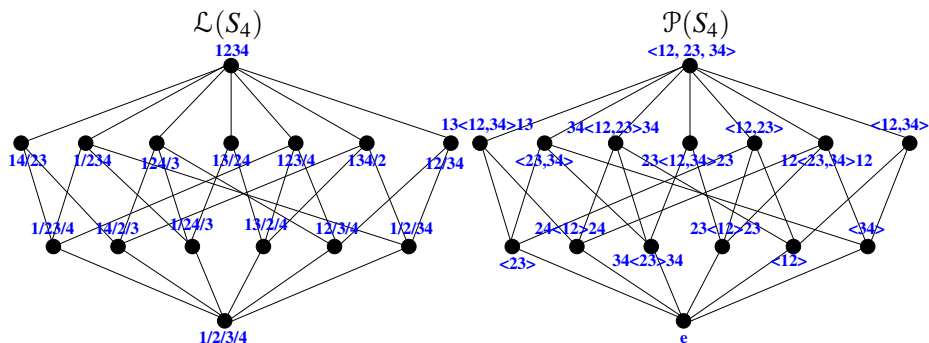 ℒ(S₄) 𝒫(S₄)
1234 <12, 23, 34>
14/23 1/234 124/3 13/24 123/4 134/2 12/34
13<12,34>13 <23,34> 34<12,23>34 23<12,34>23 <12,23> 12<23,34>12 <12,34>
1/23/4 14/2/3 1/24/3 13/2/4 12/3/4 1/2/34
<23> 24<12>24 34<23>34 23<12>23 <12> <34>
1/2/3/4 e